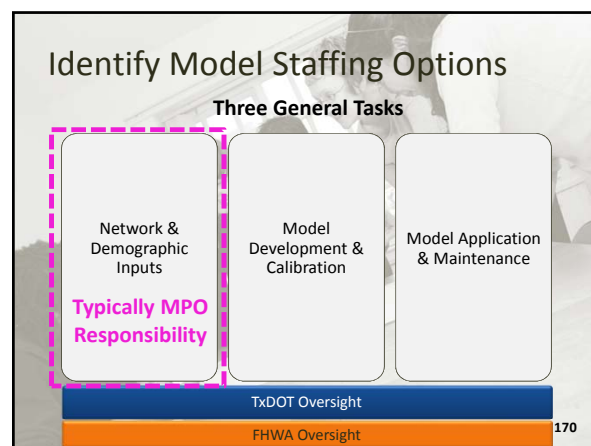 Identify Model Staffing Options
Three General Tasks
Network &
Demographic
Inputs
Typically MPO
Responsibility
Model
Development &
Calibration
Model Application
& Maintenance
TxDOT Oversight
FHWA Oversight
170